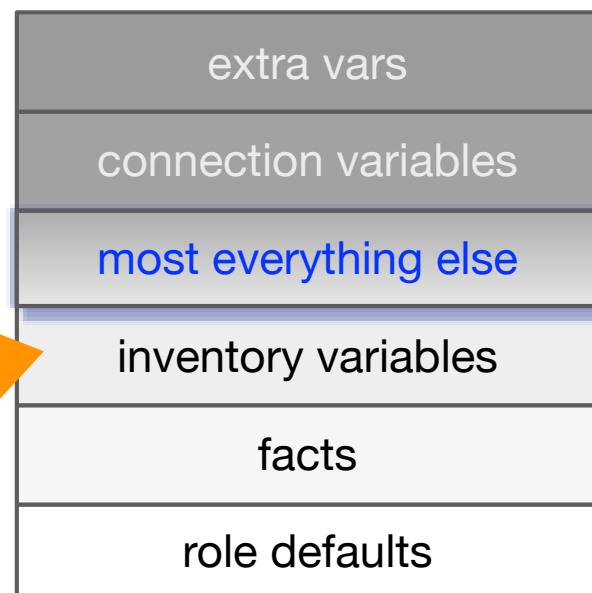 extra vars
connection variables
most everything else
inventory variables
facts
role defaults